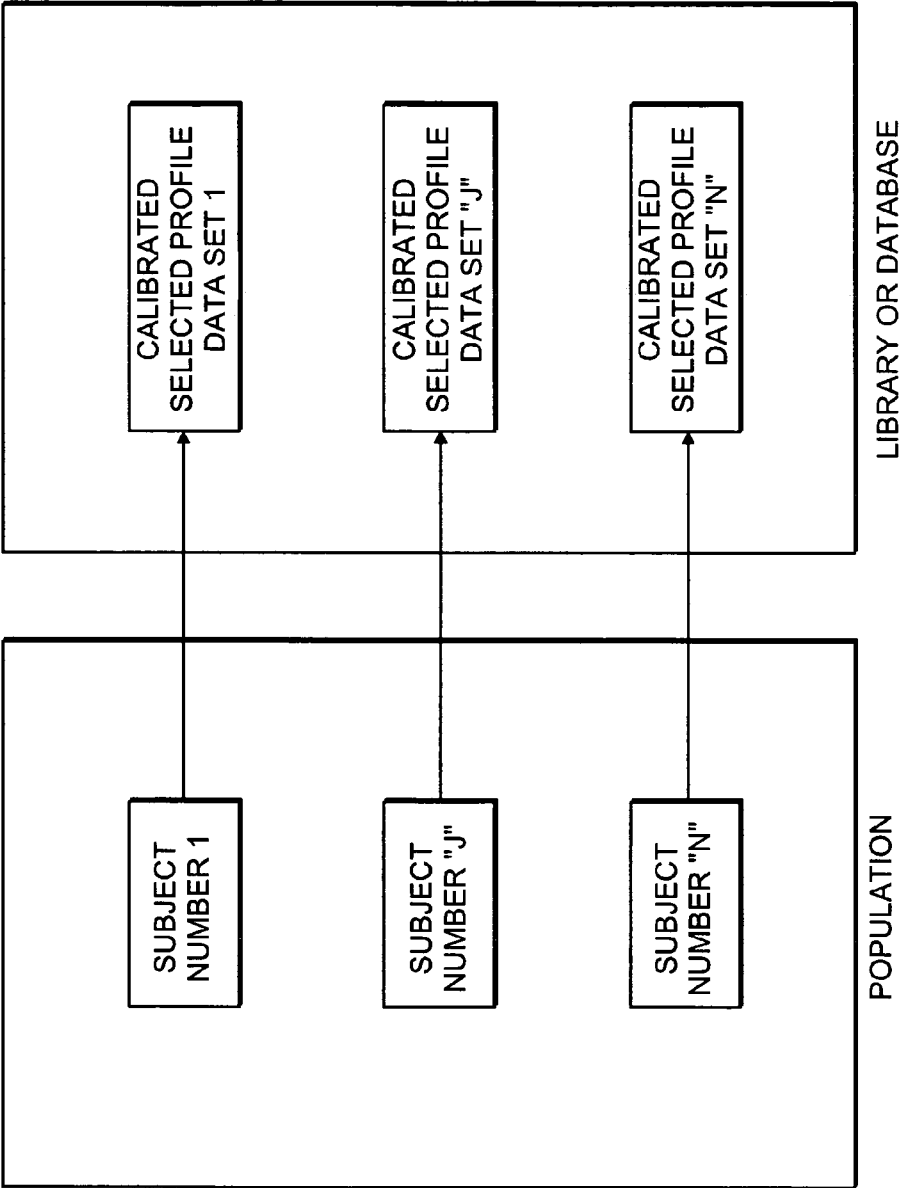 SUBJECT
NUMBER 1
SUBJECT
NUMBER "J"
SUBJECT
NUMBER "N"
POPULATION
CALIBRATED
SELECTED PROFILE
DATA SET 1
CALIBRATED
SELECTED PROFILE
DATA SET "J"
CALIBRATED
SELECTED PROFILE
DATA SET "N"
LIBRARY OR DATABASE